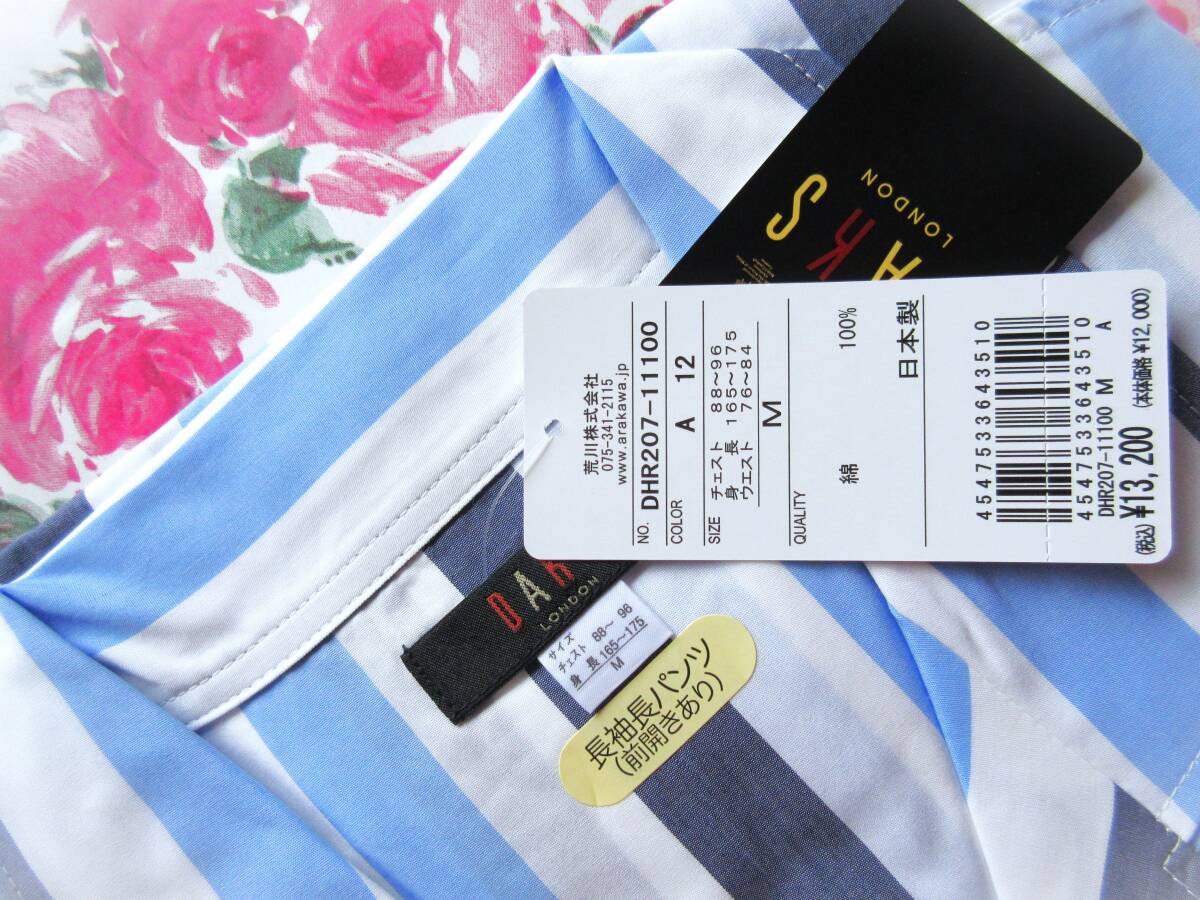 DAKS
LONDON
荒川株式会社
075-341-2115
www.arakawa.jp
NO. DHR207-11100
COLOR A 12
SIZE チェスト 88~96
身長 165~175
ウエスト 76~84
M
QUALITY
綿 100%
日本製
4547533643510
4547533643510
DHR207-11100 M A
¥13,200
(税込) (本体価格¥12,000)
DAK
LONDON
サイズ
チェスト 88~ 96
身 長 165~175
M
長袖長パンツ
(前開きあり)